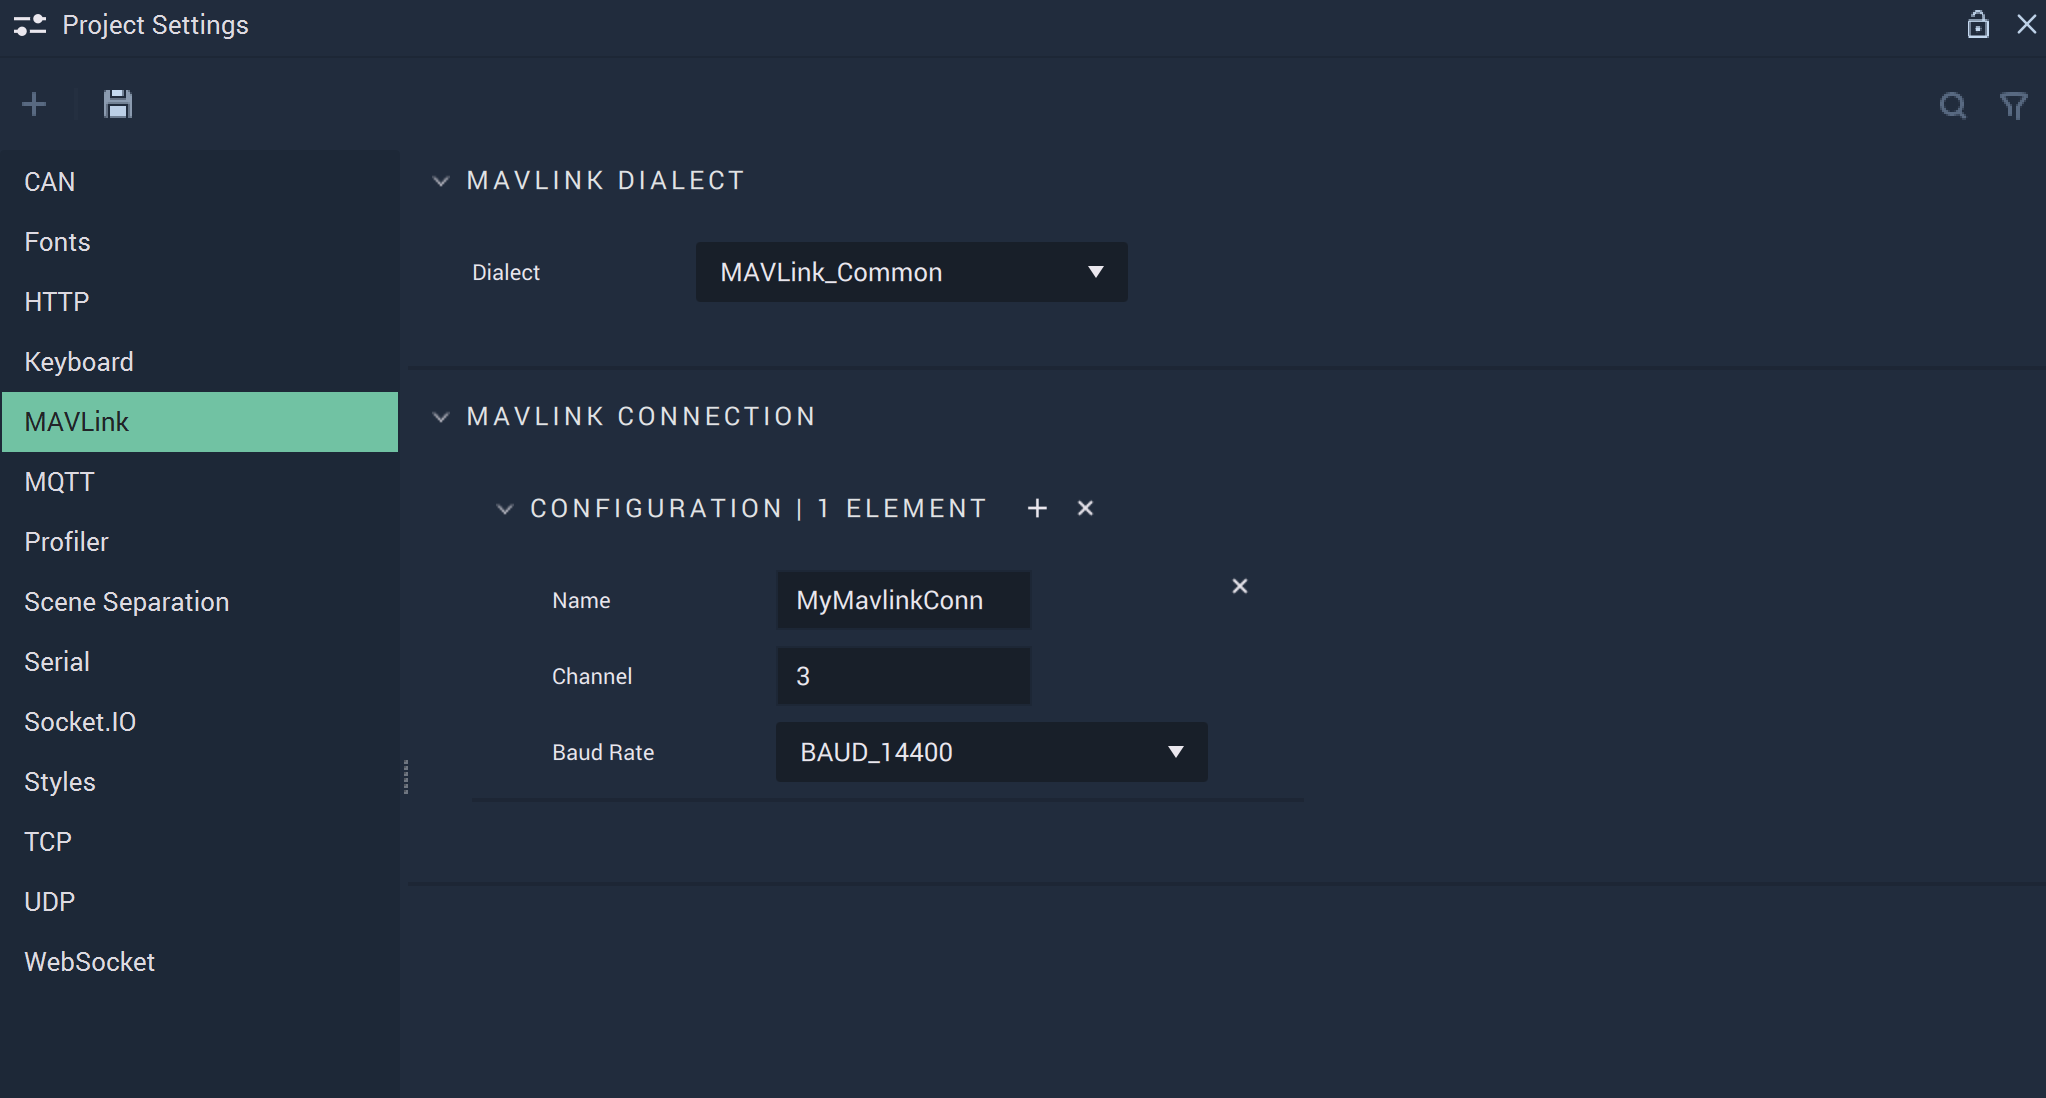 Project Settings
CAN
Fonts
HTTP
Keyboard
MAVLink
MQTT
Profiler
Scene Separation
Serial
Socket.IO
Styles
TCP
UDP
WebSocket
MAVLINK DIALECT
Dialect MAVLink_Common
MAVLINK CONNECTION
CONFIGURATION | 1 ELEMENT
Name MyMavlinkConn
Channel 3
Baud Rate BAUD_14400